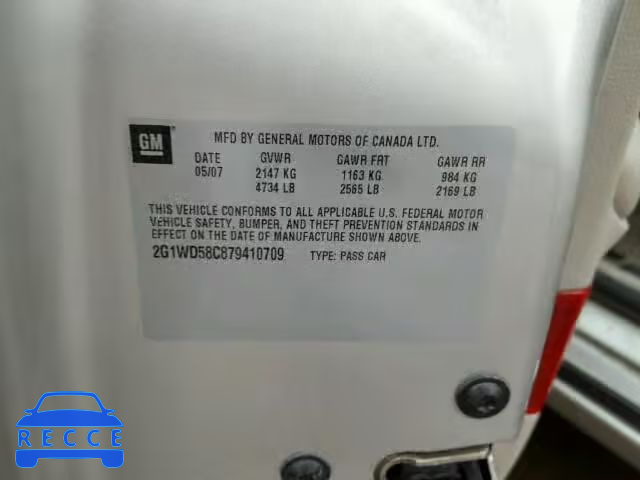 GM MFD BY GENERAL MOTORS OF CANADA LTD.
DATE GVWR GAWR FRT GAWR RR
05/07 2147 KG 1163 KG 984 KG
4734 LB 2565 LB 2169 LB
THIS VEHICLE CONFORMS TO ALL APPLICABLE U.S. FEDERAL MOTOR
VEHICLE SAFETY, BUMPER, AND THEFT PREVENTION STANDARDS IN
EFFECT ON THE DATE OF MANUFACTURE SHOWN ABOVE.
2G1WD58C879410709 TYPE: PASS CAR
RECCE